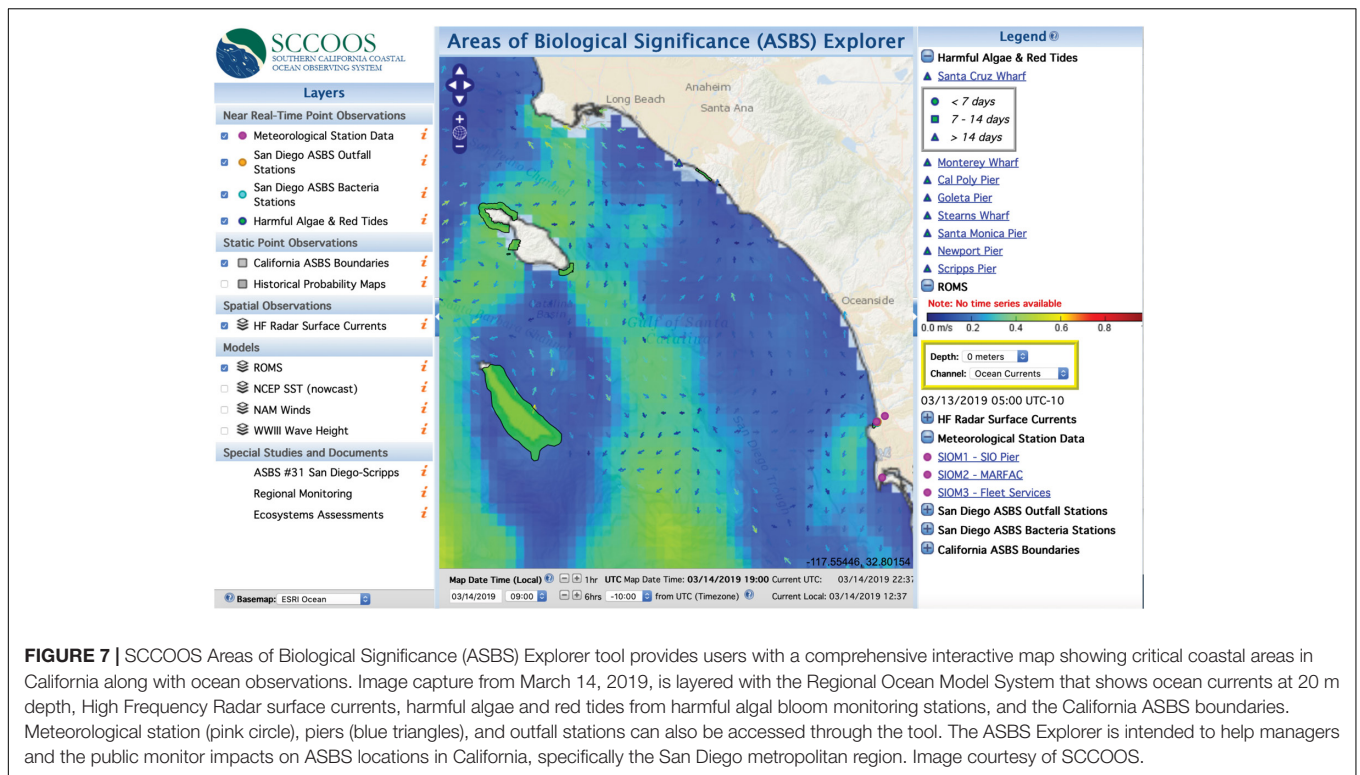 SCCOOS
SOUTHERN CALIFORNIA COASTAL
OCEAN OBSERVING SYSTEM
Layers
Near Real-Time Point Observations
Meteorological Station Data
San Diego ASBS Outfall
Stations
San Diego ASBS Bacteria
Stations
Harmful Algae & Red Tides
Static Point Observations
California ASBS Boundaries
Historical Probability Maps
Spatial Observations
HF Radar Surface Currents
Models
ROMS
NCEP SST (nowcast)
NAM Winds
WWIII Wave Height
Special Studies and Documents
ASBS #31 San Diego-Scripps
Regional Monitoring
Ecosystems Assessments
Basemap: ESRI Ocean
Areas of Biological Significance (ASBS) Explorer
Anaheim
Long Beach
Santa Ana
Oceanside
Gulf of Santa
Catalina
San Diego Trough
-117.55446, 32.80154
Map Date Time (Local) 1hr UTC Map Date Time: 03/14/2019 19:00 Current UTC: 03/14/2019 22:37
03/14/2019 09:00 6hrs -10:00 from UTC (Timezone) Current Local: 03/14/2019 12:37
Legend
Harmful Algae & Red Tides
Santa Cruz Wharf
< 7 days
7 - 14 days
> 14 days
Monterey Wharf
Cal Poly Pier
Goleta Pier
Stearns Wharf
Santa Monica Pier
Newport Pier
Scripps Pier
ROMS
Note: No time series available
0.0 m/s 0.2 0.4 0.6 0.8
Depth: 0 meters
Channel: Ocean Currents
03/13/2019 05:00 UTC-10
HF Radar Surface Currents
Meteorological Station Data
SIOM1 - SIO Pier
SIOM2 - MARFAC
SIOM3 - Fleet Services
San Diego ASBS Outfall Stations
San Diego ASBS Bacteria Stations
California ASBS Boundaries
FIGURE 7 | SCCOOS Areas of Biological Significance (ASBS) Explorer tool provides users with a comprehensive interactive map showing critical coastal areas in
California along with ocean observations. Image capture from March 14, 2019, is layered with the Regional Ocean Model System that shows ocean currents at 20 m
depth, High Frequency Radar surface currents, harmful algae and red tides from harmful algal bloom monitoring stations, and the California ASBS boundaries.
Meteorological station (pink circle), piers (blue triangles), and outfall stations can also be accessed through the tool. The ASBS Explorer is intended to help managers
and the public monitor impacts on ASBS locations in California, specifically the San Diego metropolitan region. Image courtesy of SCCOOS.